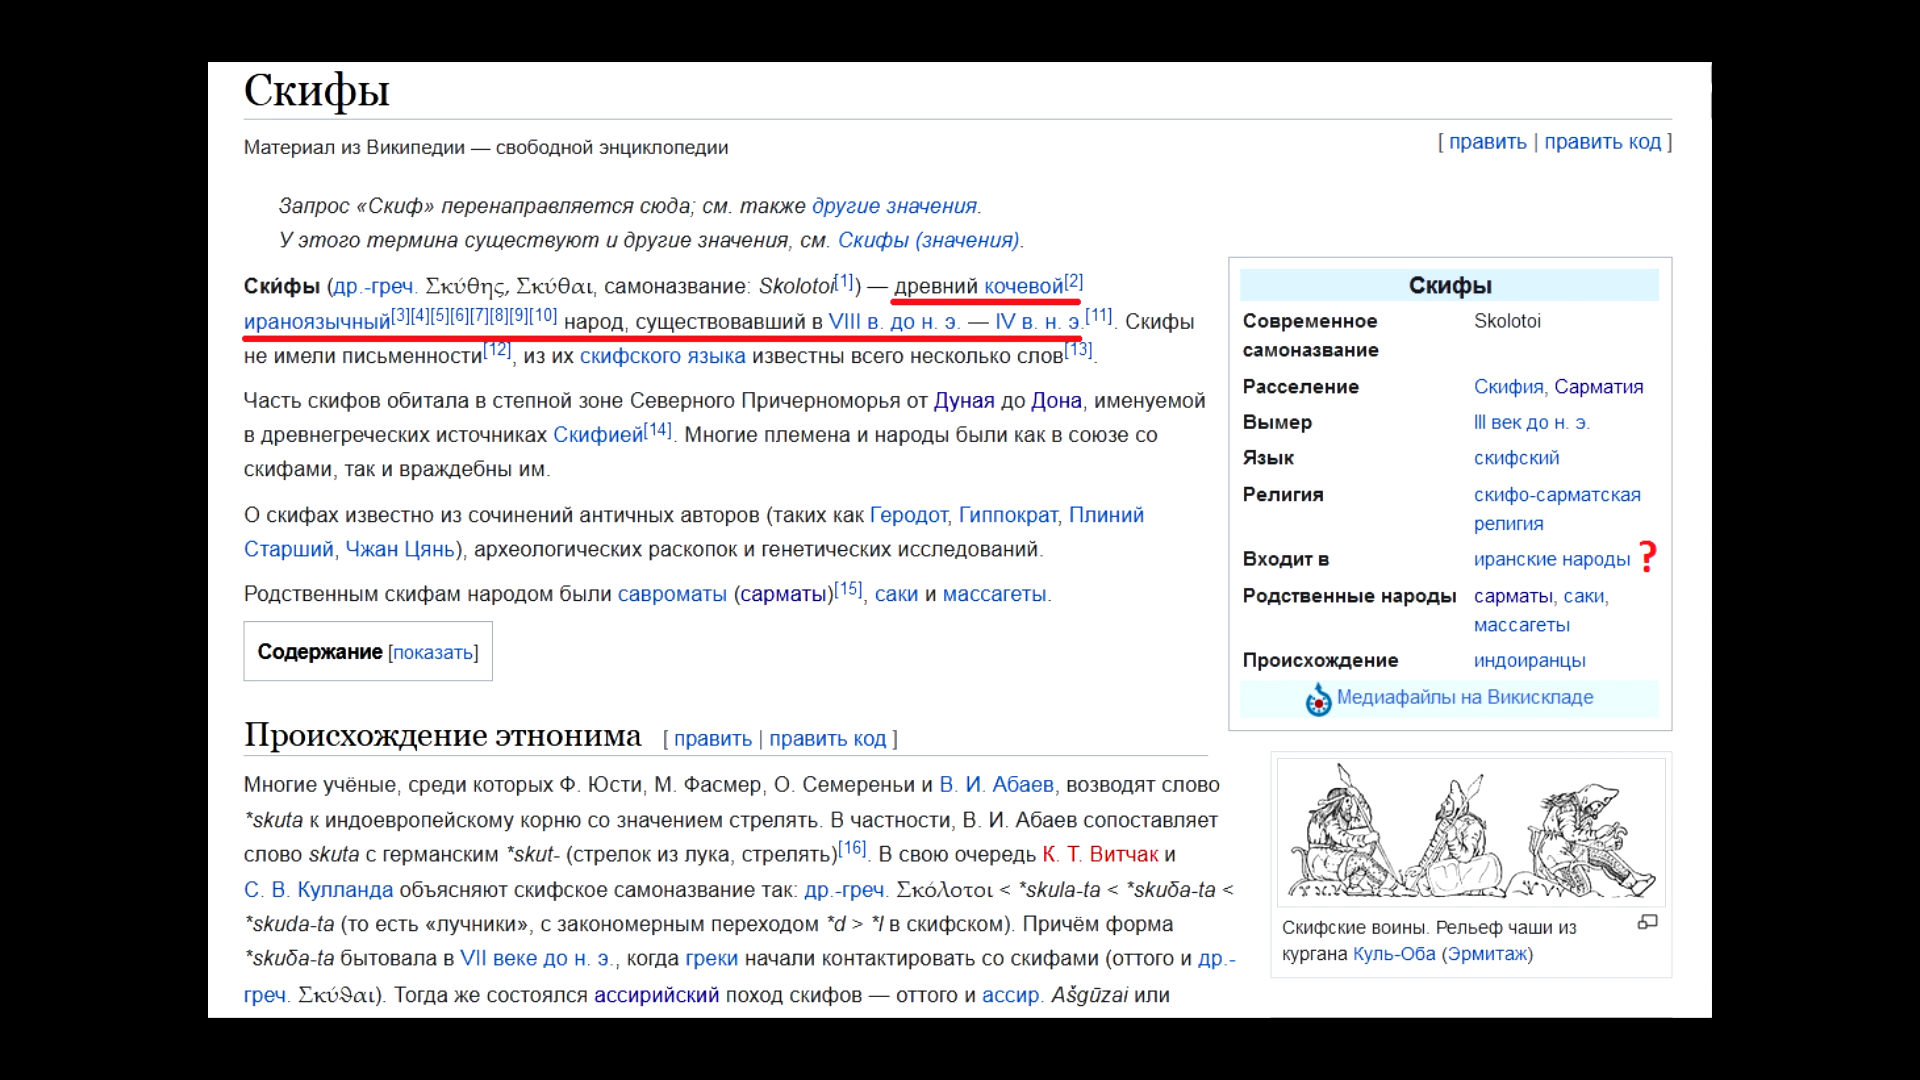 Скифы
Материал из Википедии — свободной энциклопедии
[ править | править код ]
Запрос «Скиф» перенаправляется сюда; см. также другие значения.
У этого термина существуют и другие значения, см. Скифы (значения).
Ски́фы (др.-греч. Σκύθης, Σκύθαι, самоназвание: Skolotoi[1]) — древний кочевой[2]
ираноязычный[3][4][5][6][7][8][9][10] народ, существовавший в VIII в. до н. э. — IV в. н. э.[11]. Скифы
не имели письменности[12], из их скифского языка известны всего несколько слов[13].
Часть скифов обитала в степной зоне Северного Причерноморья от Дуная до Дона, именуемой
в древнегреческих источниках Скифией[14]. Многие племена и народы были как в союзе со
скифами, так и враждебны им.
О скифах известно из сочинений античных авторов (таких как Геродот, Гиппократ, Плиний
Старший, Чжан Цянь), археологических раскопок и генетических исследований.
Родственным скифам народом были савроматы (сарматы)[15], саки и массагеты.
Содержание [показать]
Скифы
Современное самоназвание Skolotoi
Расселение Скифия, Сарматия
Вымер III век до н. э.
Язык скифский
Религия скифо-сарматская
религия
Входит в иранские народы ?
Родственные народы сарматы, саки,
массагеты
Происхождение индоиранцы
Медиафайлы на Викискладе
Происхождение этнонима [ править | править код ]
Многие учёные, среди которых Ф. Юсти, М. Фасмер, О. Семереньи и В. И. Абаев, возводят слово
*skuta к индоевропейскому корню со значением стрелять. В частности, В. И. Абаев сопоставляет
слово skuta с германским *skut- (стрелок из лука, стрелять)[16]. В свою очередь К. Т. Витчак и
С. В. Кулланда объясняют скифское самоназвание так: др.-греч. Σκόλοτοι < *skula-ta < *skuδa-ta <
*skuda-ta (то есть «лучники», с закономерным переходом *d > *l в скифском). Причём форма
*skuδa-ta бытовала в VII веке до н. э., когда греки начали контактировать со скифами (оттого и др.-
греч. Σκύϑαι). Тогда же состоялся ассирийский поход скифов — оттого и ассир. Ašgūzai или
Скифские воины. Рельеф чаши из
кургана Куль-Оба (Эрмитаж)